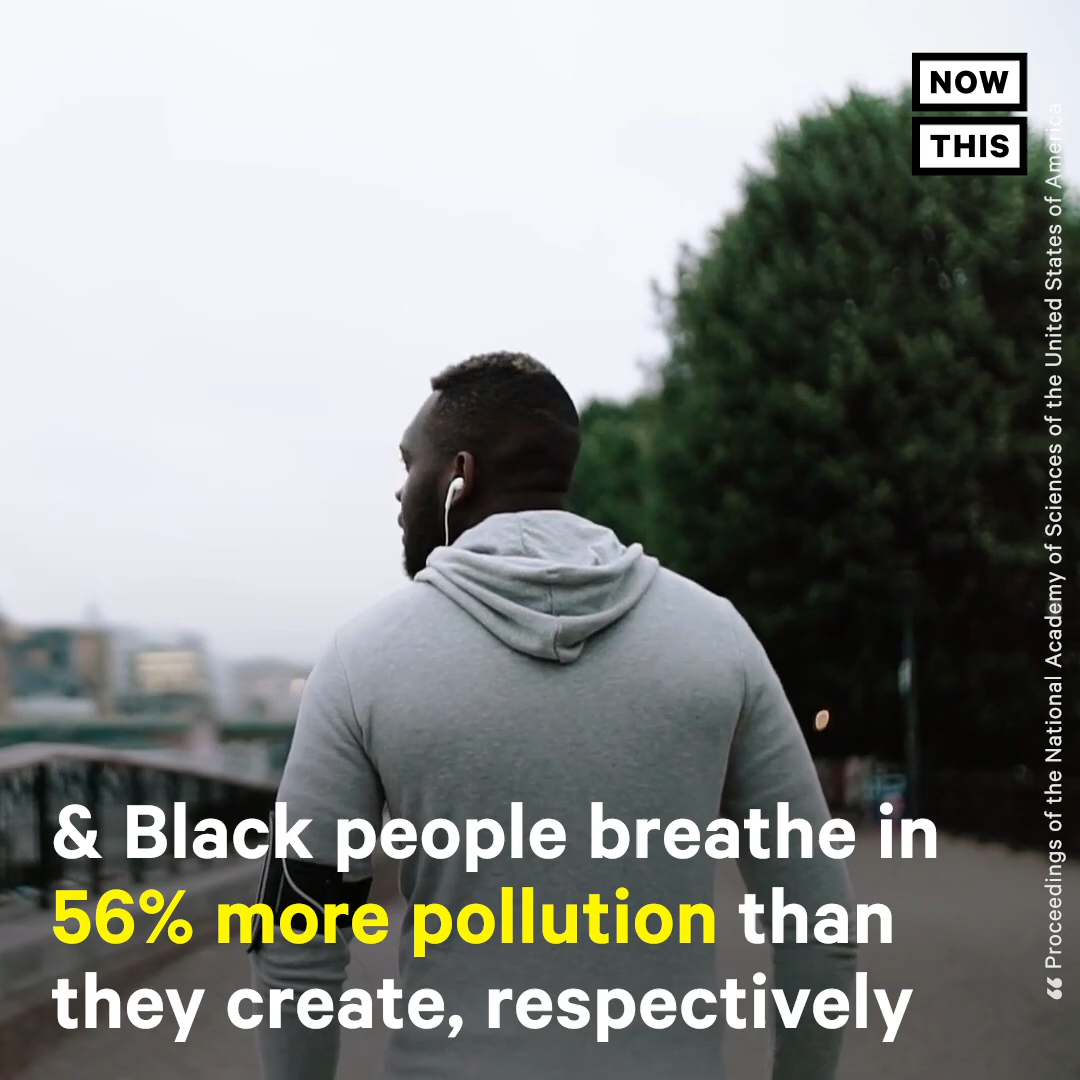 NOW
THIS
& Black people breathe in
56% more pollution than
they create, respectively
“ Proceedings of the National Academy of Sciences of the United States of America